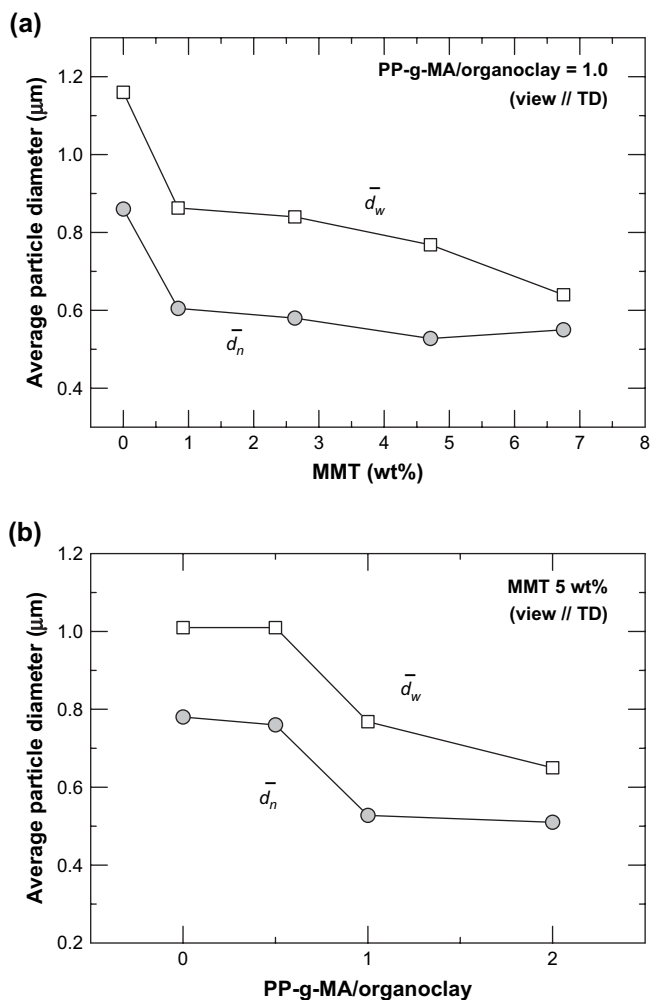 (a)
PP-g-MA/organoclay = 1.0
(view // TD)
1.2
1.0
0.8
0.6
0.4
Average particle diameter (μm)
d̄w
d̄n
0 1 2 3 4 5 6 7 8
MMT (wt%)
(b)
MMT 5 wt%
(view // TD)
1.2
1.0
0.8
0.6
0.4
0.2
Average particle diameter (μm)
d̄w
d̄n
0 1 2
PP-g-MA/organoclay